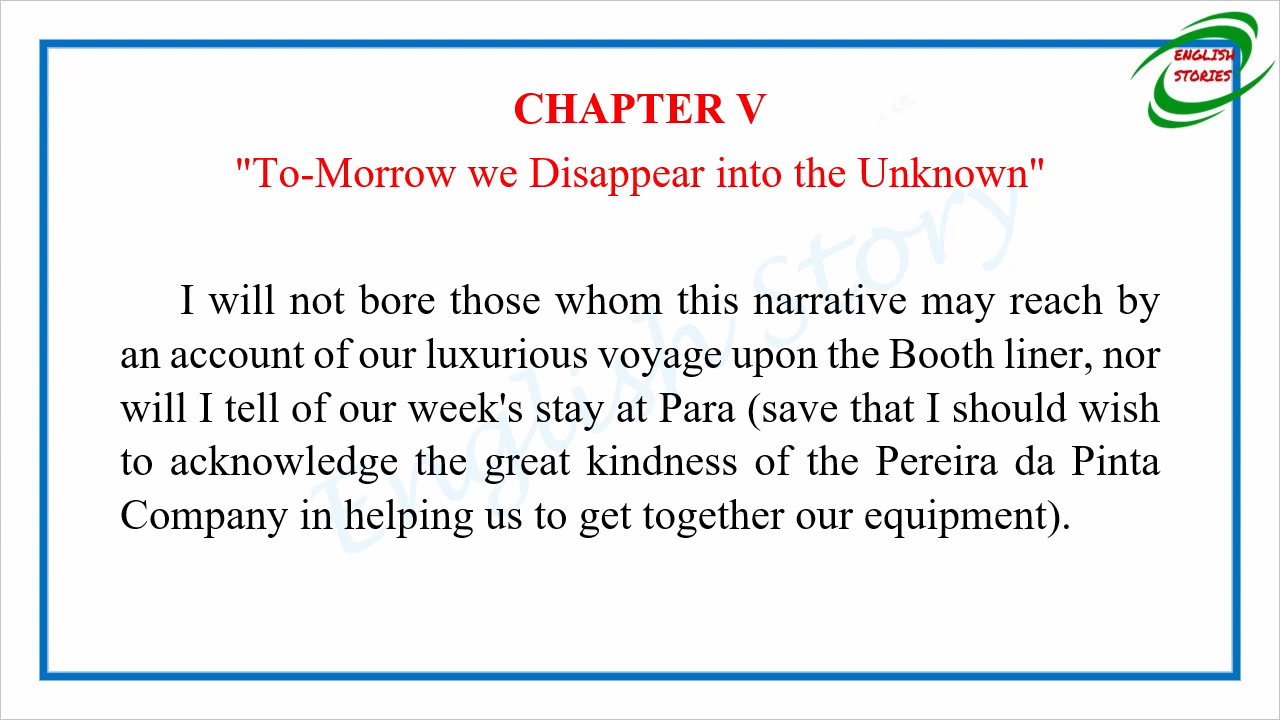 ENGLISH
STORIES
CHAPTER V
"To-Morrow we Disappear into the Unknown"
I will not bore those whom this narrative may reach by
an account of our luxurious voyage upon the Booth liner, nor
will I tell of our week's stay at Para (save that I should wish
to acknowledge the great kindness of the Pereira da Pinta
Company in helping us to get together our equipment).
English Story